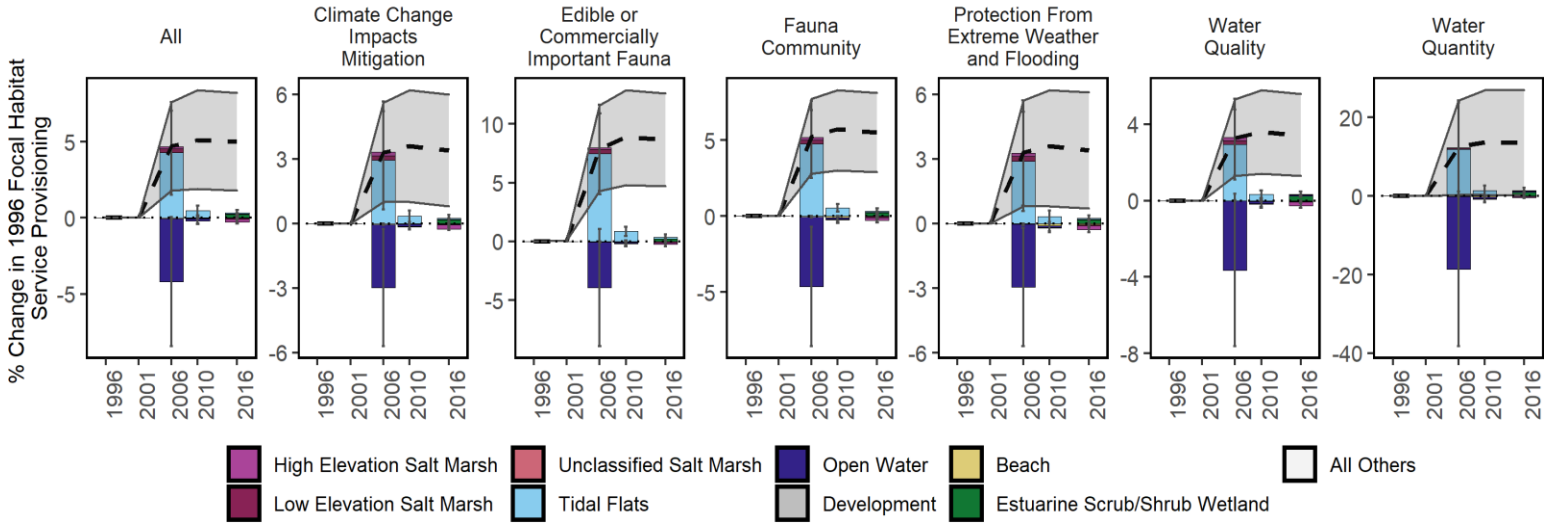 % Change in 1996 Focal Habitat
Service Provisioning
All
5
0
-5
1996
2001
2006
2010
2016
Climate Change
Impacts
Mitigation
6
3
0
-3
-6
1996
2001
2006
2010
2016
Edible or
Commercially
Important Fauna
10
5
0
-5
1996
2001
2006
2010
2016
Fauna
Community
5
0
-5
1996
2001
2006
2010
2016
Protection From
Extreme Weather
and Flooding
6
3
0
-3
-6
1996
2001
2006
2010
2016
Water
Quality
4
0
-4
-8
1996
2001
2006
2010
2016
Water
Quantity
20
0
-20
-40
1996
2001
2006
2010
2016
High Elevation Salt Marsh
Unclassified Salt Marsh
Open Water
Beach
All Others
Low Elevation Salt Marsh
Tidal Flats
Development
Estuarine Scrub/Shrub Wetland